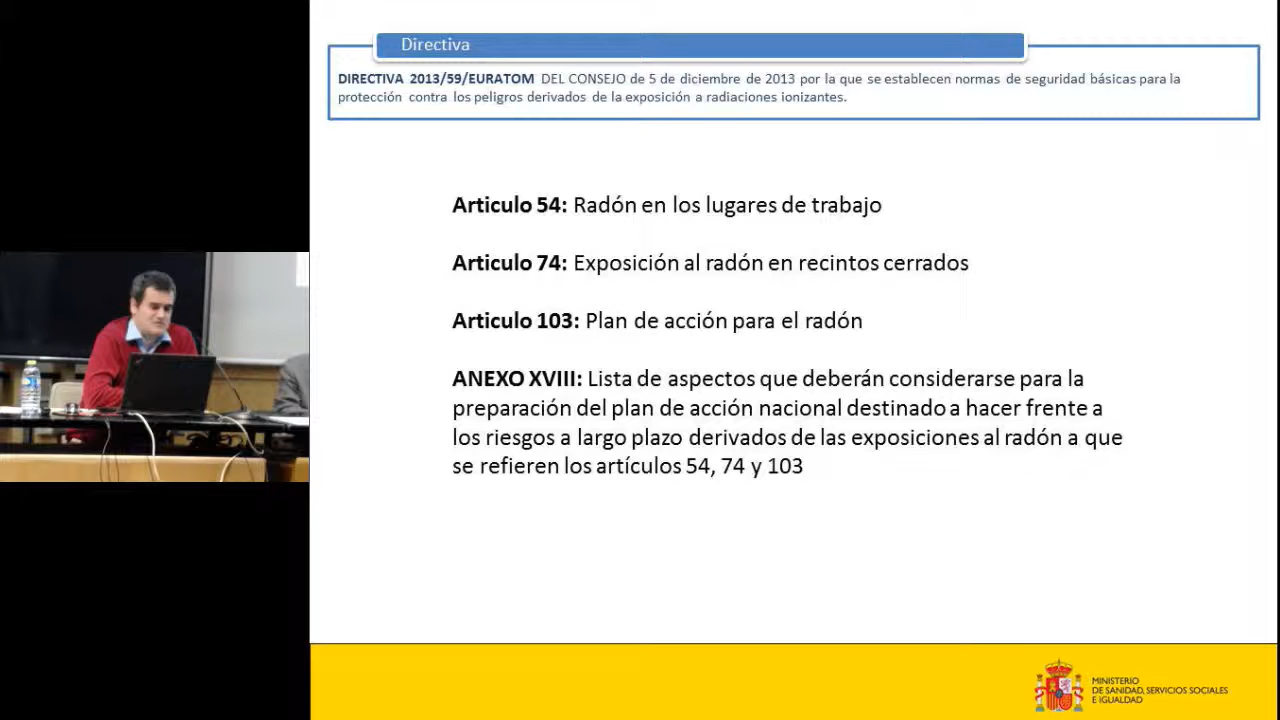 Directiva
DIRECTIVA 2013/59/EURATOM DEL CONSEJO de 5 de diciembre de 2013 por la que se establecen normas de seguridad básicas para la
protección contra los peligros derivados de la exposición a radiaciones ionizantes.
Articulo 54: Radón en los lugares de trabajo
Articulo 74: Exposición al radón en recintos cerrados
Articulo 103: Plan de acción para el radón
ANEXO XVIII: Lista de aspectos que deberán considerarse para la
preparación del plan de acción nacional destinado a hacer frente a
los riesgos a largo plazo derivados de las exposiciones al radón a que
se refieren los artículos 54, 74 y 103
MINISTERIO
DE SANIDAD, SERVICIOS SOCIALES
E IGUALDAD